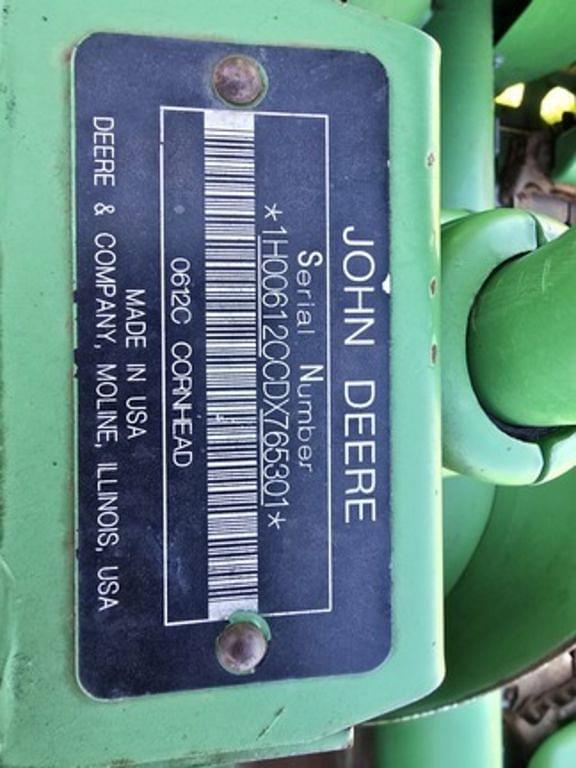 JOHN DEERE
Serial Number
*1H00612CCDX765301*
0612C CORNHEAD
MADE IN USA
DEERE & COMPANY, MOLINE, ILLINOIS, USA